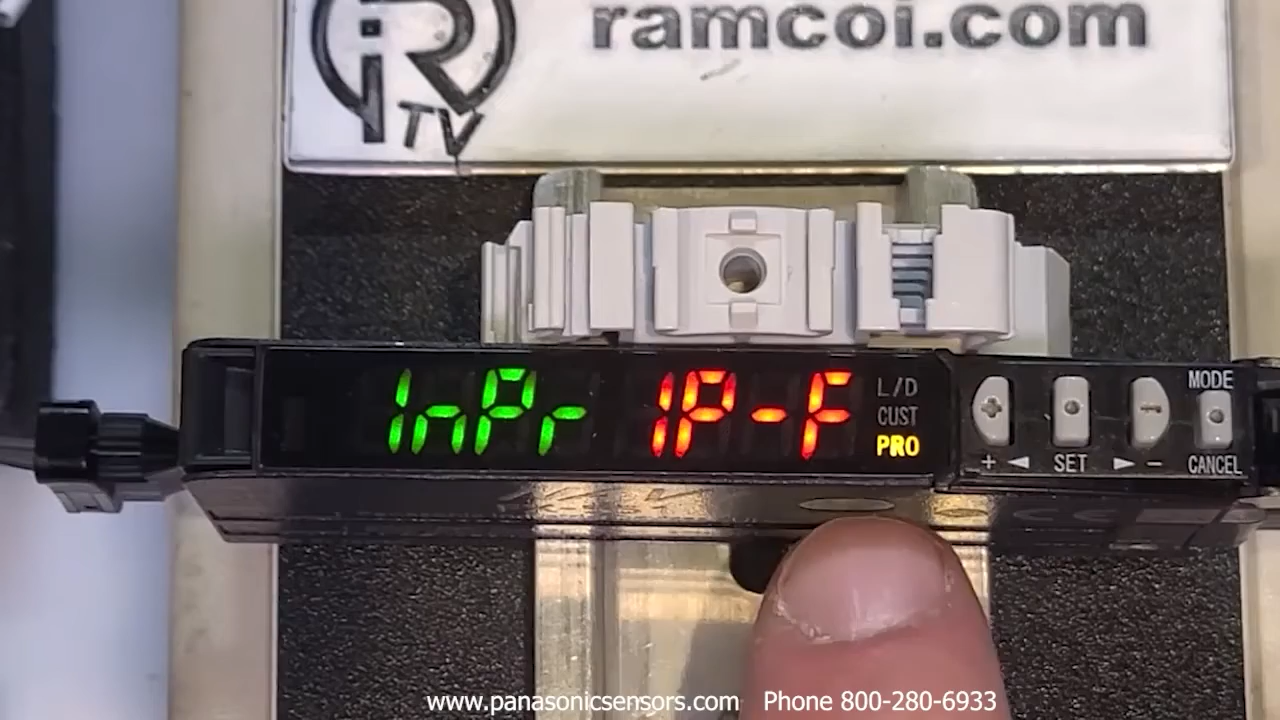 iR
TV
ramcoi.com
InPr 1P-F
L/D
CUST
PRO
+ ◄ SET ► -
MODE
CANCEL
www.panasonicsensors.com Phone 800-280-6933